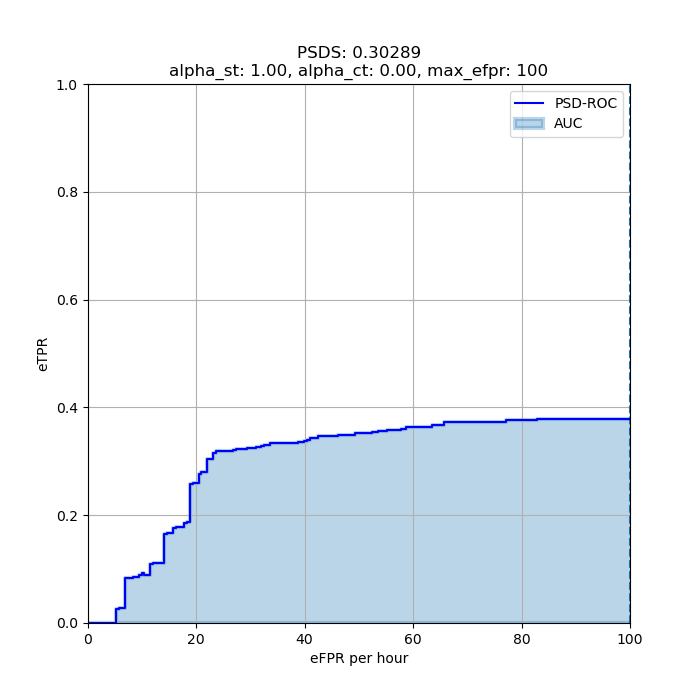 PSDS: 0.30289
alpha_st: 1.00, alpha_ct: 0.00, max_efpr: 100
PSD-ROC
AUC
1.0
0.8
0.6
0.4
0.2
0.0
eTPR
0 20 40 60 80 100
eFPR per hour